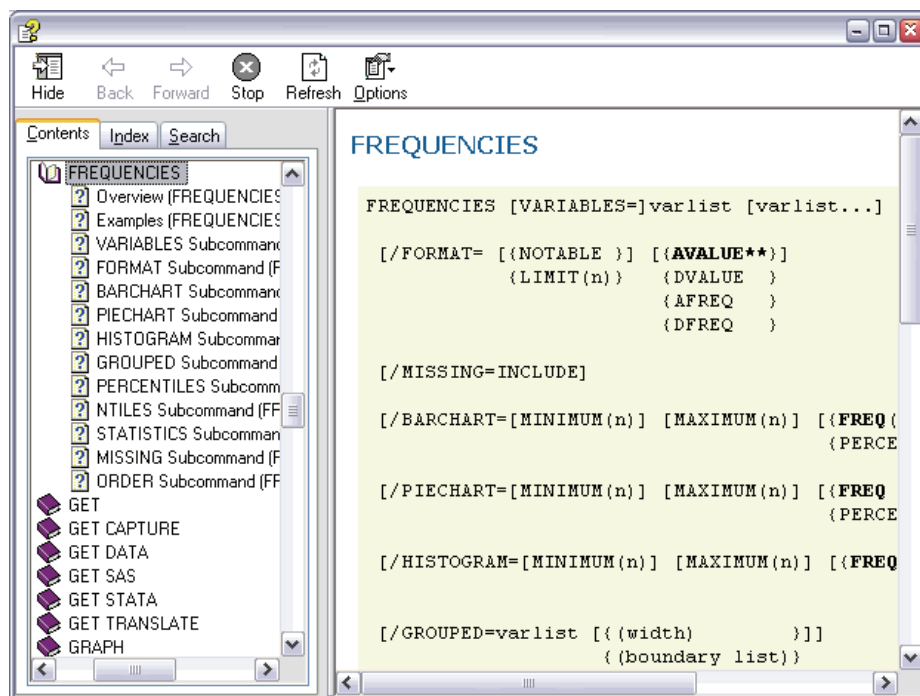 Hide Back Forward Stop Refresh Options
Contents Index Search
FREQUENCIES
Overview (FREQUENCIES
Examples (FREQUENCIES
VARIABLES Subcommand
FORMAT Subcommand (F
BARCHART Subcommand
PIECHART Subcommand
HISTOGRAM Subcommar
GROUPED Subcommand
PERCENTILES Subcomm
NTILES Subcommand (FF
STATISTICS Subcomman
MISSING Subcommand (F
ORDER Subcommand (FF
GET
GET CAPTURE
GET DATA
GET SAS
GET STATA
GET TRANSLATE
GRAPH
FREQUENCIES
FREQUENCIES [VARIABLES=]varlist [varlist...]
[/FORMAT= [{NOTABLE }] [{AVALUE**}]
{LIMIT(n)} {DVALUE }
{AFREQ }
{DFREQ }
[/MISSING=INCLUDE]
[/BARCHART=[MINIMUM(n)] [MAXIMUM(n)] [{FREQ(
{PERCE
[/PIECHART=[MINIMUM(n)] [MAXIMUM(n)] [{FREQ
{PERCE
[/HISTOGRAM=[MINIMUM(n)] [MAXIMUM(n)] [{FREQ
[/GROUPED=varlist [{(width) }]]
{(boundary list)}